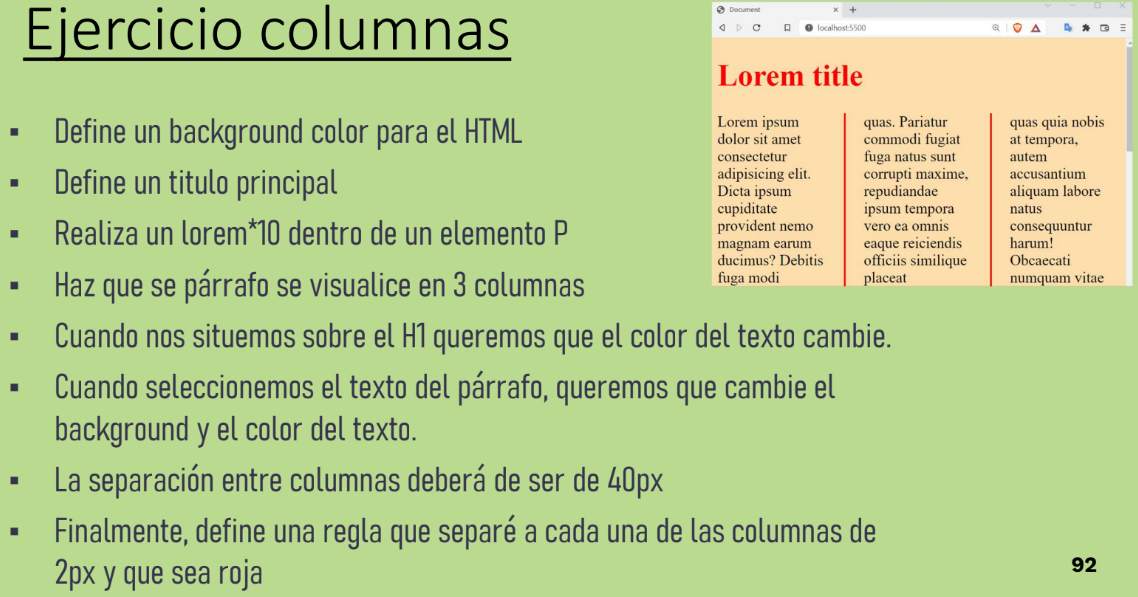 Ejercicio columnas
▪ Define un background color para el HTML
▪ Define un titulo principal
▪ Realiza un lorem*10 dentro de un elemento P
▪ Haz que se párrafo se visualice en 3 columnas
▪ Cuando nos situemos sobre el H1 queremos que el color del texto cambie.
▪ Cuando seleccionemos el texto del párrafo, queremos que cambie el
background y el color del texto.
▪ La separación entre columnas deberá de ser de 40px
▪ Finalmente, define una regla que separé a cada una de las columnas de
2px y que sea roja
Document
localhost:5500
Lorem title
Lorem ipsum
dolor sit amet
consectetur
adipisicing elit.
Dicta ipsum
cupiditate
provident nemo
magnam earum
ducimus? Debitis
fuga modi
quas. Pariatur
commodi fugiat
fuga natus sunt
corrupti maxime,
repudiandae
ipsum tempora
vero ea omnis
eaque reiciendis
officiis similique
placeat
quas quia nobis
at tempora,
autem
accusantium
aliquam labore
natus
consequuntur
harum!
Obcaecati
numquam vitae
92